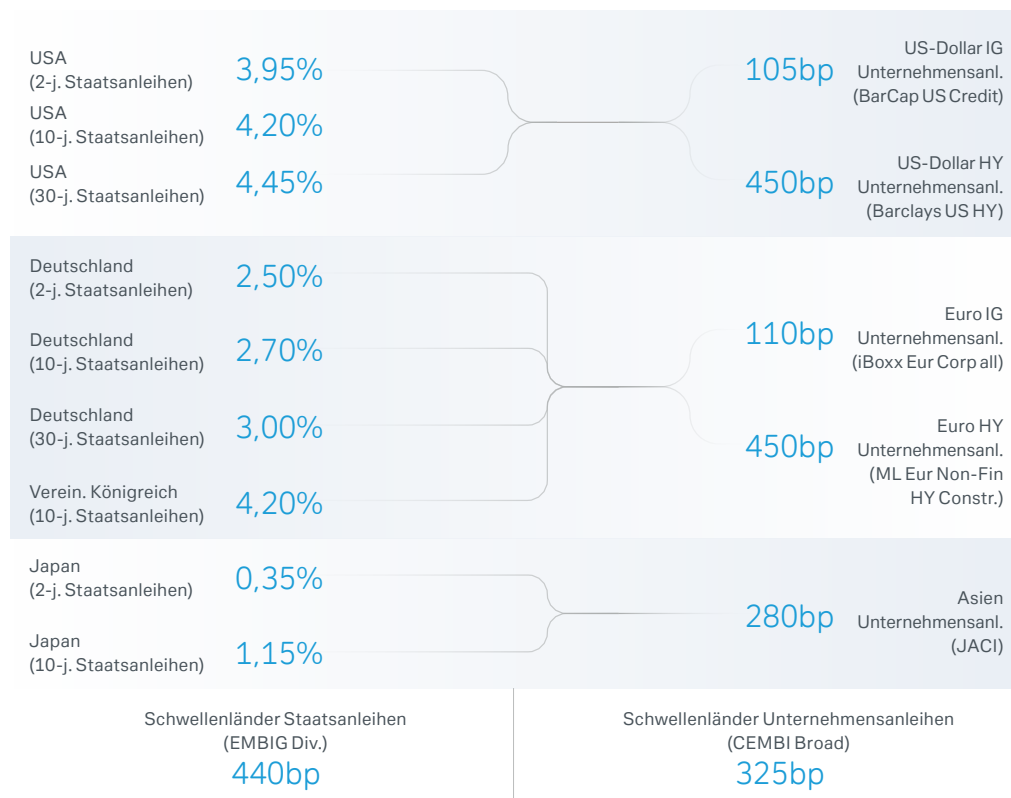 USA
(2-j. Staatsanleihen)
3,95%
USA
(10-j. Staatsanleihen)
4,20%
USA
(30-j. Staatsanleihen)
4,45%
105bp
US-Dollar IG
Unternehmensanl.
(BarCap US Credit)
450bp
US-Dollar HY
Unternehmensanl.
(Barclays US HY)
Deutschland
(2-j. Staatsanleihen)
2,50%
Deutschland
(10-j. Staatsanleihen)
2,70%
Deutschland
(30-j. Staatsanleihen)
3,00%
Verein. Königreich
(10-j. Staatsanleihen)
4,20%
110bp
Euro IG
Unternehmensanl.
(iBoxx Eur Corp all)
450bp
Euro HY
Unternehmensanl.
(ML Eur Non-Fin
HY Constr.)
Japan
(2-j. Staatsanleihen)
0,35%
Japan
(10-j. Staatsanleihen)
1,15%
280bp
Asien
Unternehmensanl.
(JACI)
Schwellenländer Staatsanleihen
(EMBIG Div.)
440bp
Schwellenländer Unternehmensanleihen
(CEMBI Broad)
325bp